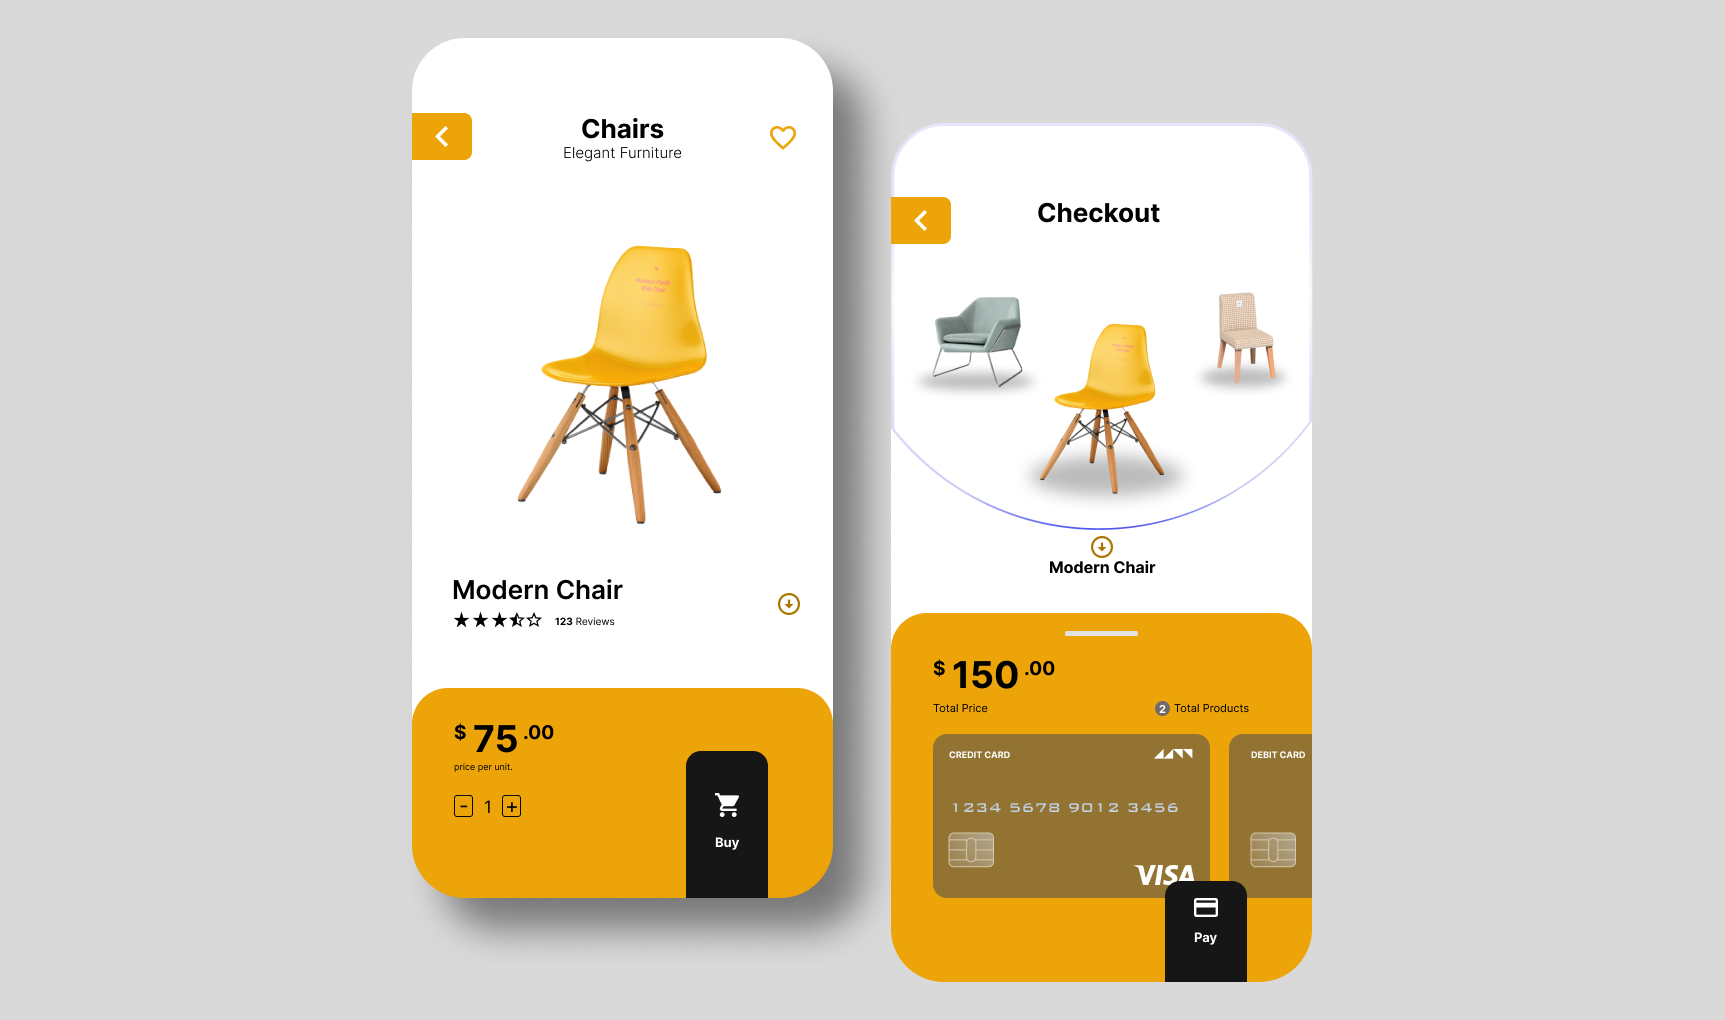 Chairs
Elegant Furniture
Modern Chair
123 Reviews
$ 75 .00
price per unit.
- 1 +
Buy
Checkout
Modern Chair
$ 150 .00
Total Price
2 Total Products
CREDIT CARD
1234 5678 9012 3456
VISA
DEBIT CARD
Pay